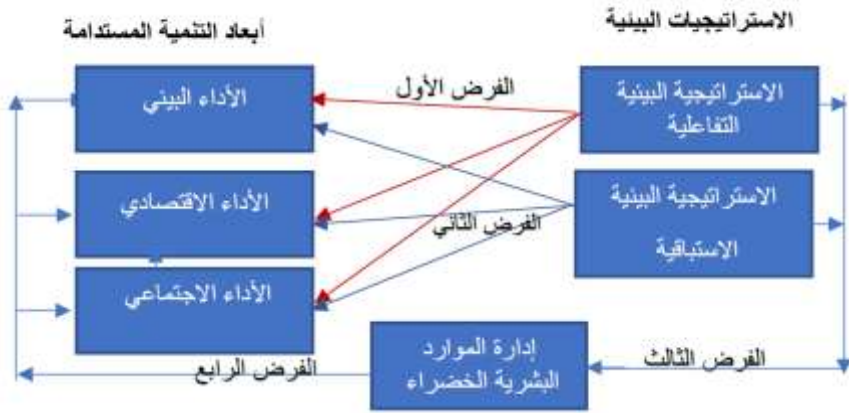 الاستراتيجيات البيئية
أبعاد التنمية المستدامة
الاستراتيجية البيئية
التفاعلية
الفرض الأول
الأداء البيئي
الاستراتيجية البيئية
الاستباقية
الفرض الثاني
الأداء الاقتصادي
الأداء الاجتماعي
الفرض الثالث
إدارة الموارد
البشرية الخضراء
الفرض الرابع